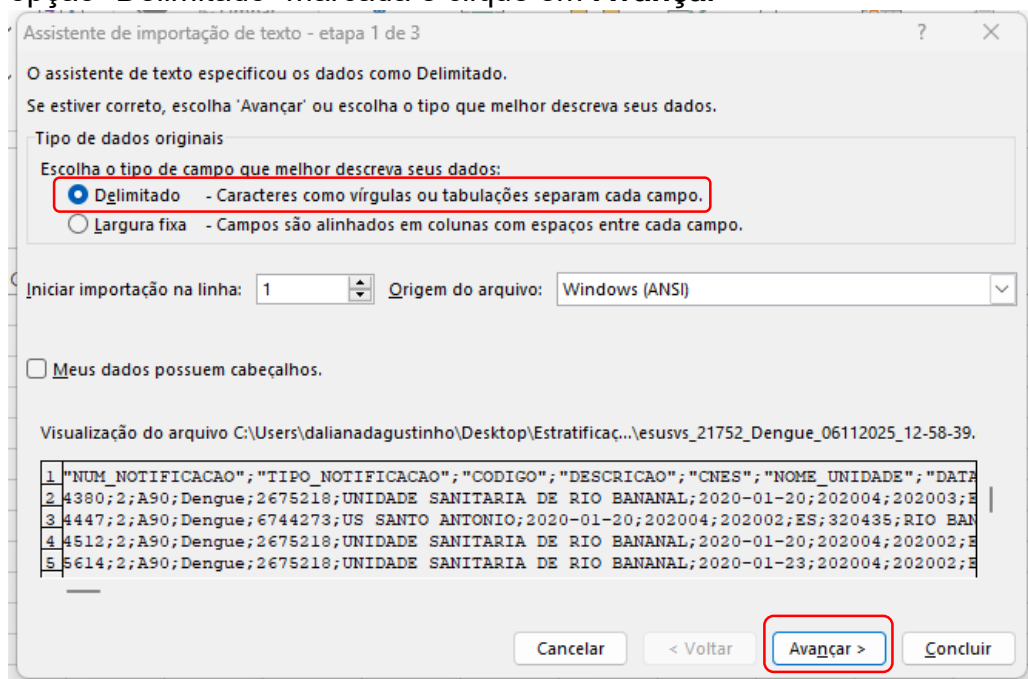 opção "Delimitado" marcada e clique em Avançar
Assistente de importação de texto - etapa 1 de 3
O assistente de texto especificou os dados como Delimitado.
Se estiver correto, escolha 'Avançar' ou escolha o tipo que melhor descreva seus dados.
Tipo de dados originais
Escolha o tipo de campo que melhor descreva seus dados:
Delimitado - Caracteres como vírgulas ou tabulações separam cada campo.
Largura fixa - Campos são alinhados em colunas com espaços entre cada campo.
Iniciar importação na linha: 1 Origem do arquivo: Windows (ANSI)
Meus dados possuem cabeçalhos.
Visualização do arquivo C:\Users\dalianadagustinho\Desktop\Estratificaç...\esusvs_21752_Dengue_06112025_12-58-39.
1 "NUM_NOTIFICACAO";"TIPO_NOTIFICACAO";"CODIGO";"DESCRICAO";"CNES";"NOME_UNIDADE";"DATA
2 4380;2;A90;Dengue;2675218;UNIDADE SANITARIA DE RIO BANANAL;2020-01-20;202004;202003;E
3 4447;2;A90;Dengue;6744273;US SANTO ANTONIO;2020-01-20;202004;202002;ES;320435;RIO BAN
4 4512;2;A90;Dengue;2675218;UNIDADE SANITARIA DE RIO BANANAL;2020-01-20;202004;202002;E
5 5614;2;A90;Dengue;2675218;UNIDADE SANITARIA DE RIO BANANAL;2020-01-23;202004;202002;E
Cancelar < Voltar Avançar > Concluir